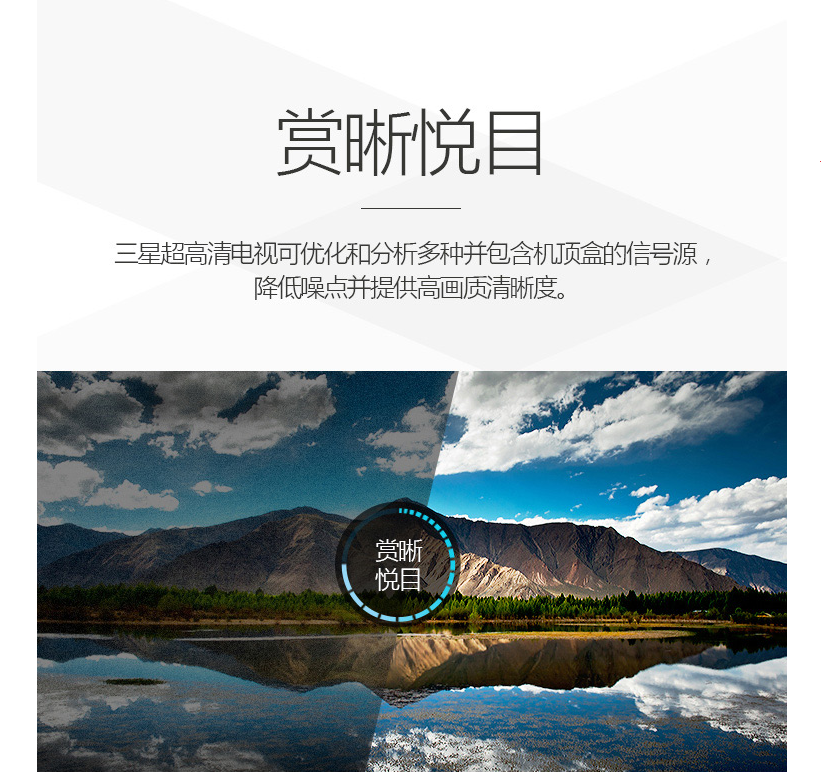 赏晰悦目
三星超高清电视可优化和分析多种并包含机顶盒的信号源，
降低噪点并提供高画质清晰度。
赏晰
悦目